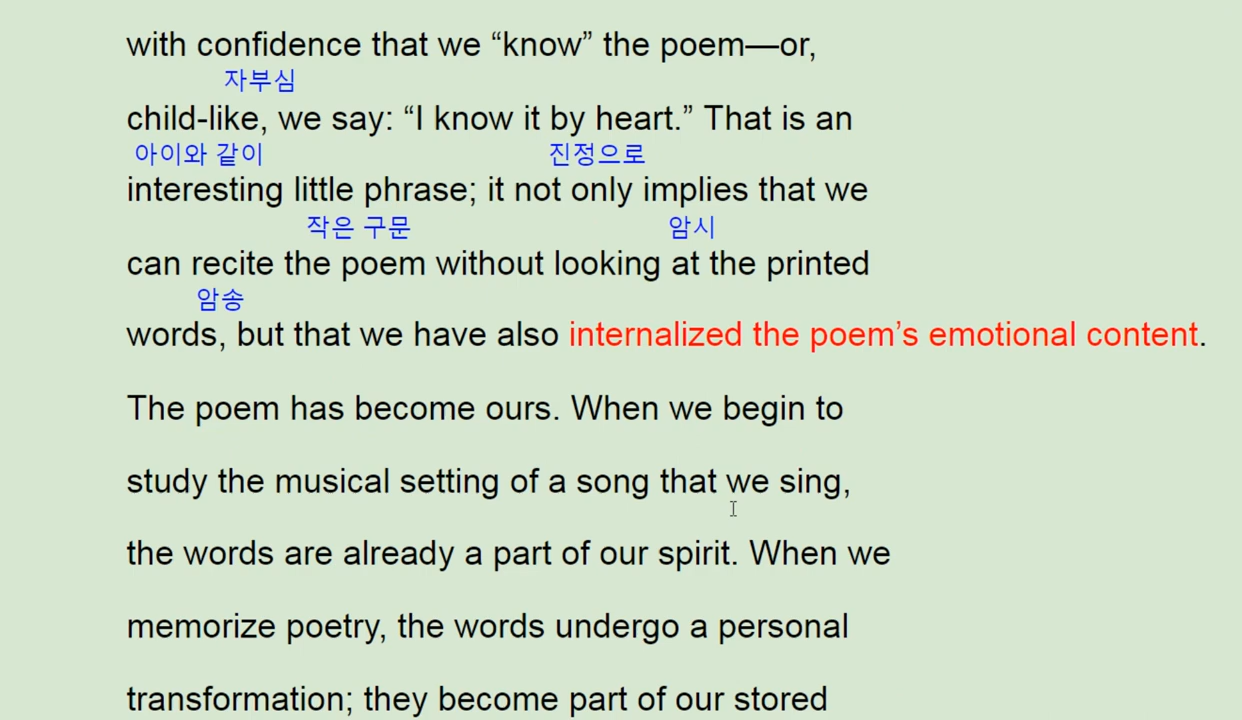 with confidence that we “know” the poem—or,
자부심
child-like, we say: “I know it by heart.” That is an
아이와 같이 진정으로
interesting little phrase; it not only implies that we
작은 구문 암시
can recite the poem without looking at the printed
암송
words, but that we have also internalized the poem’s emotional content.
The poem has become ours. When we begin to
study the musical setting of a song that we sing,
the words are already a part of our spirit. When we
memorize poetry, the words undergo a personal
transformation; they become part of our stored